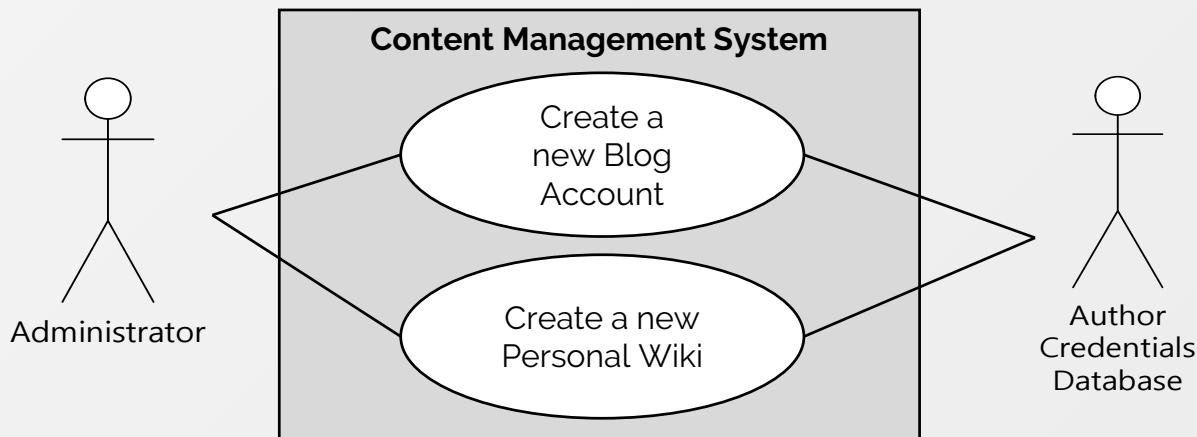 Content Management System
Create a
new Blog
Account
Create a new
Personal Wiki
Administrator
Author
Credentials
Database